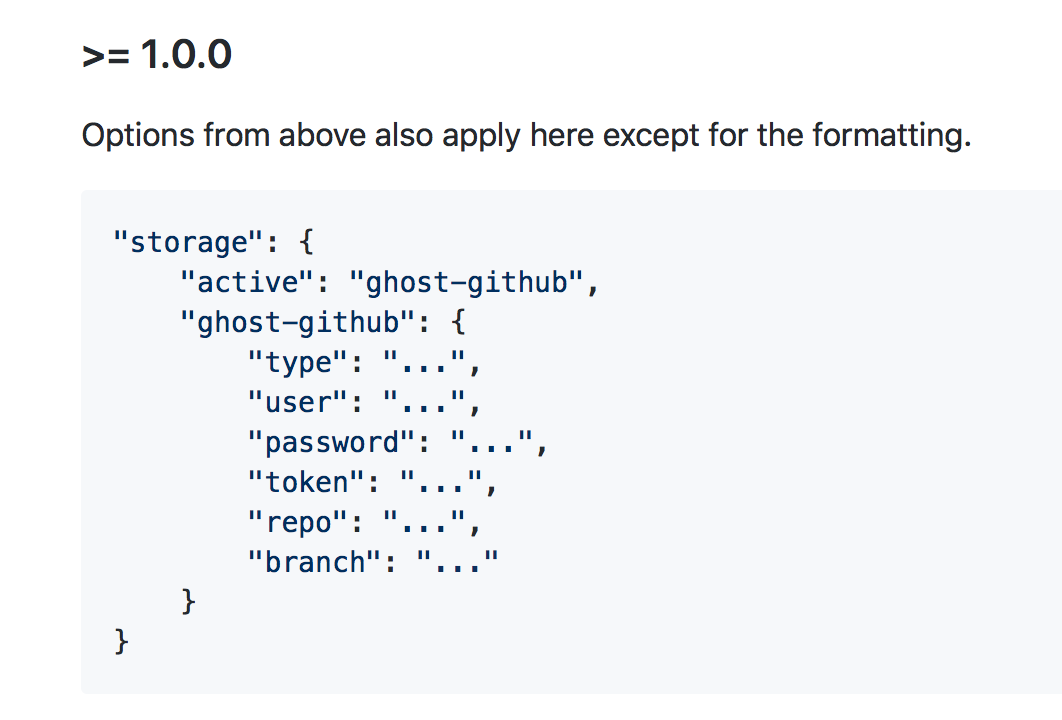 >= 1.0.0
Options from above also apply here except for the formatting.
"storage": {
    "active": "ghost-github",
    "ghost-github": {
        "type": "...",
        "user": "...",
        "password": "...",
        "token": "...",
        "repo": "...",
        "branch": "..."
    }
}